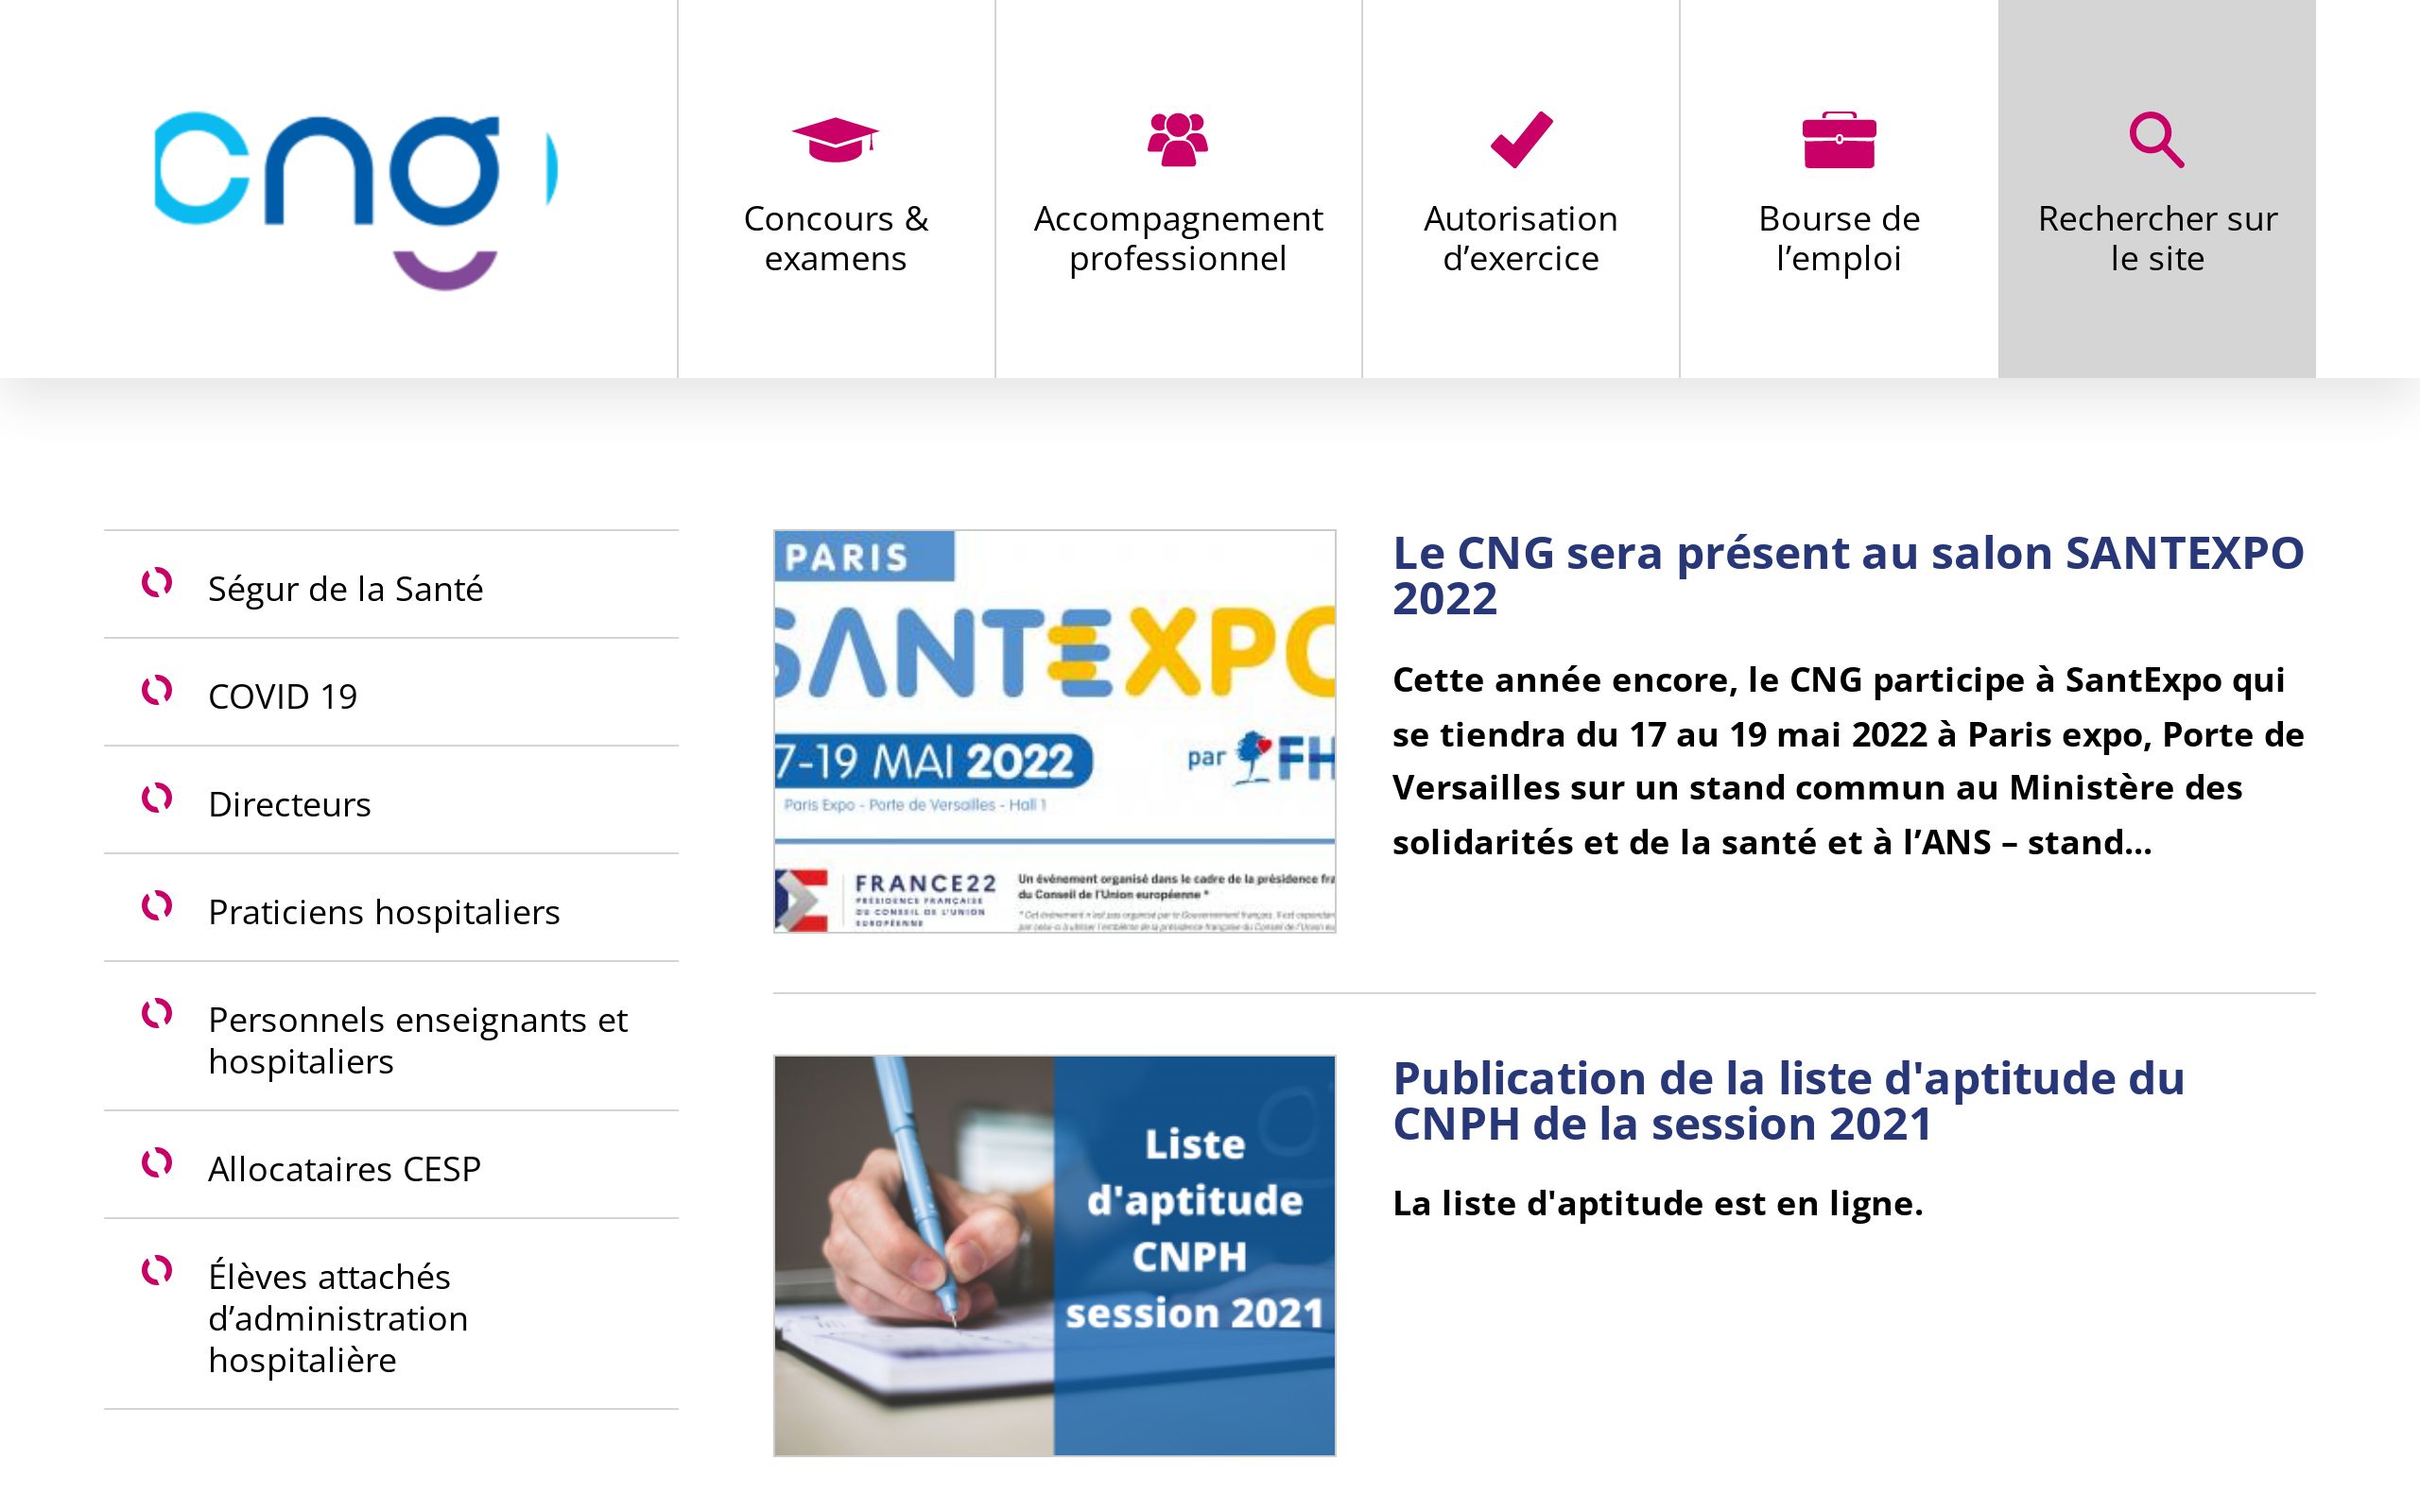 cng
Concours &
examens
Accompagnement
professionnel
Autorisation
d’exercice
Bourse de
l’emploi
Rechercher sur
le site
Ségur de la Santé
COVID 19
Directeurs
Praticiens hospitaliers
Personnels enseignants et
hospitaliers
Allocataires CESP
Élèves attachés
d’administration
hospitalière
PARIS
SANTEXPO
7-19 MAI 2022
par FH
Paris Expo - Porte de Versailles - Hall 1
FRANCE22
PRÉSIDENCE FRANÇAISE
DU CONSEIL DE L'UNION
EUROPÉENNE
Un événement organisé dans le cadre de la présidence fra
du Conseil de l'Union européenne *
Le CNG sera présent au salon SANTEXPO
2022
Cette année encore, le CNG participe à SantExpo qui
se tiendra du 17 au 19 mai 2022 à Paris expo, Porte de
Versailles sur un stand commun au Ministère des
solidarités et de la santé et à l’ANS – stand...
Liste
d'aptitude
CNPH
session 2021
Publication de la liste d'aptitude du
CNPH de la session 2021
La liste d'aptitude est en ligne.